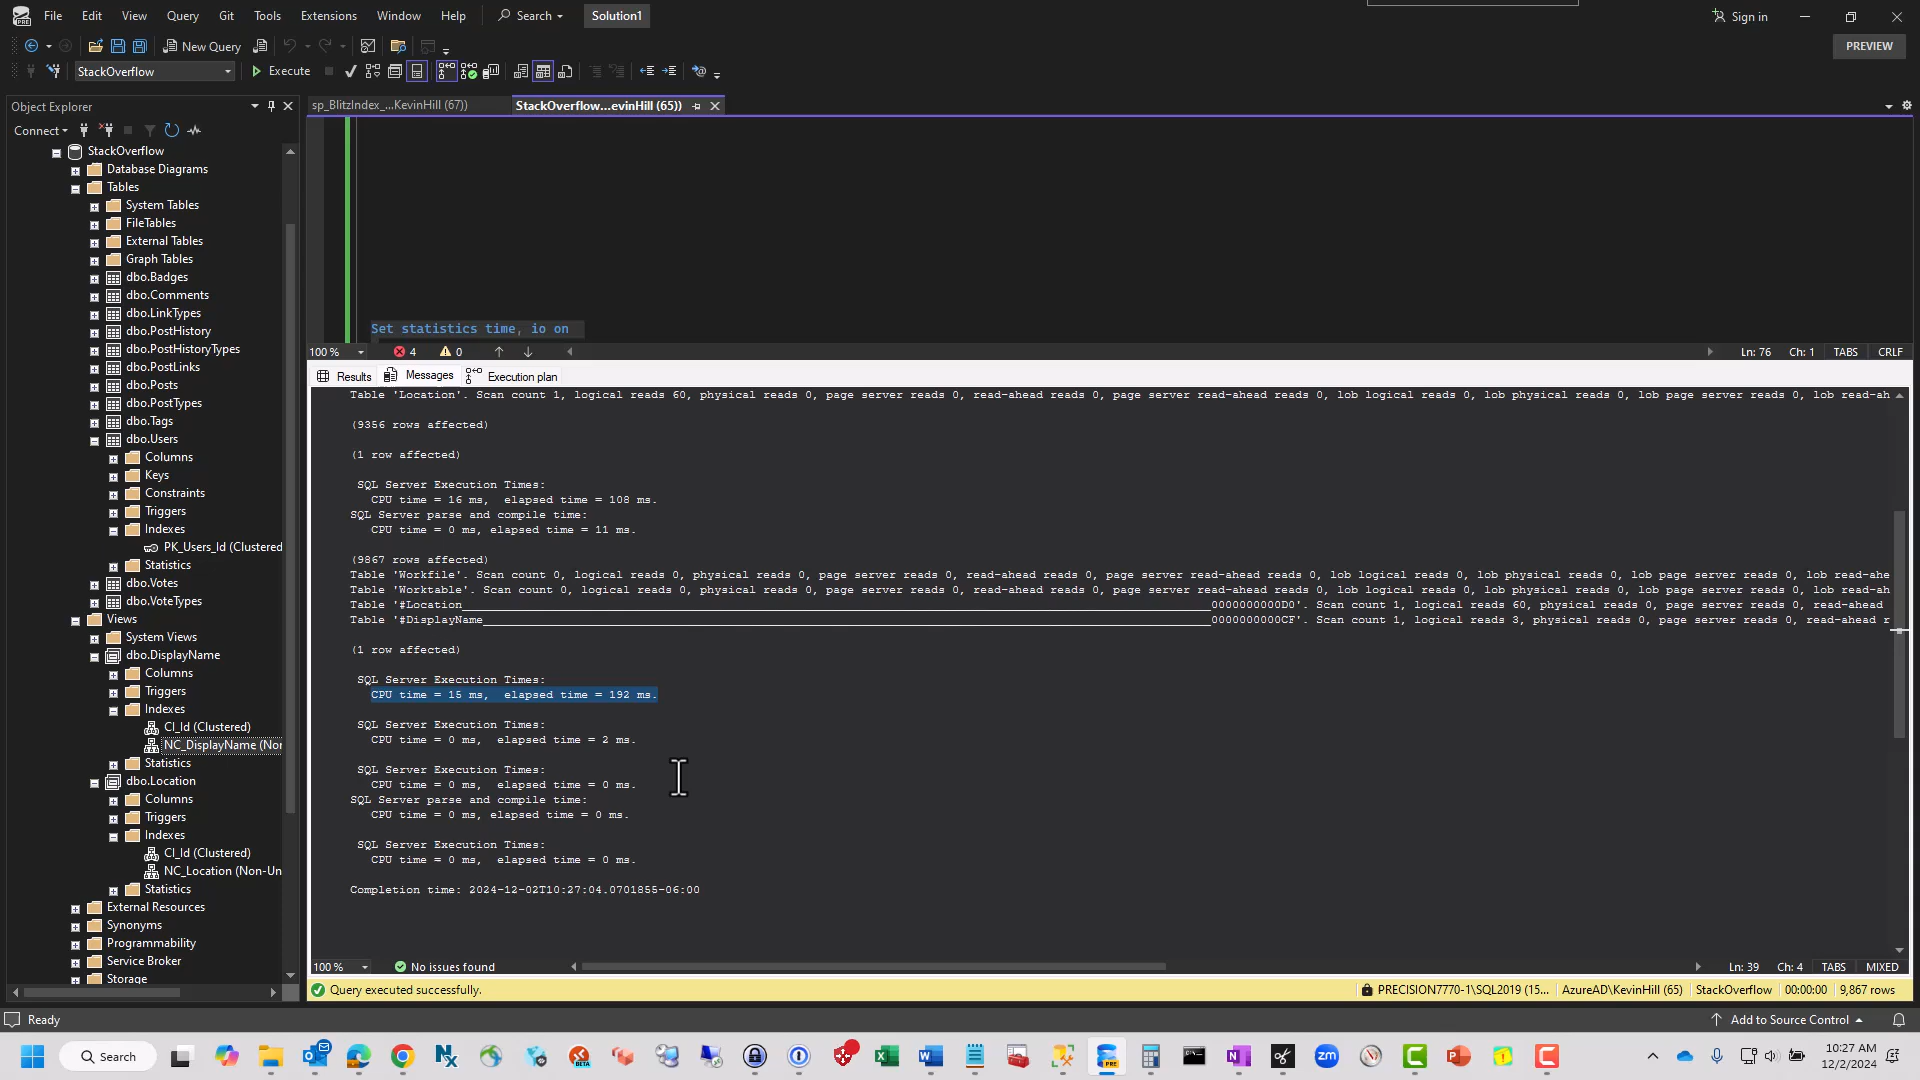 File Edit View Query Git Tools Extensions Window Help Search Solution1 Sign in
New Query PREVIEW
StackOverflow Execute
Object Explorer
sp_BlitzIndex_...KevinHill (67)) StackOverflow...evinHill (65))
Connect
StackOverflow
Database Diagrams
Tables
System Tables
FileTables
External Tables
Graph Tables
dbo.Badges
dbo.Comments
dbo.LinkTypes
dbo.PostHistory
dbo.PostHistoryTypes
dbo.PostLinks
dbo.Posts
dbo.PostTypes
dbo.Tags
dbo.Users
Columns
Keys
Constraints
Triggers
Indexes
PK_Users_Id (Clustered
Statistics
dbo.Votes
dbo.VoteTypes
Views
System Views
dbo.DisplayName
Columns
Triggers
Indexes
CI_Id (Clustered)
NC_DisplayName (Nor
Statistics
dbo.Location
Columns
Triggers
Indexes
CI_Id (Clustered)
NC_Location (Non-Un
Statistics
External Resources
Synonyms
Programmability
Service Broker
Storage
Set statistics time, io on
100 % 4 0 Ln: 76 Ch: 1 TABS CRLF
Results Messages Execution plan
Table 'Location'. Scan count 1, logical reads 60, physical reads 0, page server reads 0, read-ahead reads 0, page server read-ahead reads 0, lob logical reads 0, lob physical reads 0, lob page server reads 0, lob read-ah
(9356 rows affected)
(1 row affected)
SQL Server Execution Times:
CPU time = 16 ms, elapsed time = 108 ms.
SQL Server parse and compile time:
CPU time = 0 ms, elapsed time = 11 ms.
(9867 rows affected)
Table 'Workfile'. Scan count 0, logical reads 0, physical reads 0, page server reads 0, read-ahead reads 0, page server read-ahead reads 0, lob logical reads 0, lob physical reads 0, lob page server reads 0, lob read-ahe
Table 'Worktable'. Scan count 0, logical reads 0, physical reads 0, page server reads 0, read-ahead reads 0, page server read-ahead reads 0, lob logical reads 0, lob physical reads 0, lob page server reads 0, lob read-ah
Table '#Location____________________________________________________________________________________________________________0000000000D0'. Scan count 1, logical reads 60, physical reads 0, page server reads 0, read-ahead
Table '#DisplayName_________________________________________________________________________________________________________0000000000CF'. Scan count 1, logical reads 3, physical reads 0, page server reads 0, read-ahead r
(1 row affected)
SQL Server Execution Times:
CPU time = 15 ms, elapsed time = 192 ms.
SQL Server Execution Times:
CPU time = 0 ms, elapsed time = 2 ms.
SQL Server Execution Times:
CPU time = 0 ms, elapsed time = 0 ms.
SQL Server parse and compile time:
CPU time = 0 ms, elapsed time = 0 ms.
SQL Server Execution Times:
CPU time = 0 ms, elapsed time = 0 ms.
Completion time: 2024-12-02T10:27:04.0701855-06:00
100 % No issues found Ln: 39 Ch: 4 TABS MIXED
Query executed successfully. PRECISION7770-1\SQL2019 (15... AzureAD\KevinHill (65) StackOverflow 00:00:00 9,867 rows
Ready Add to Source Control
Search 10:27 AM
12/2/2024